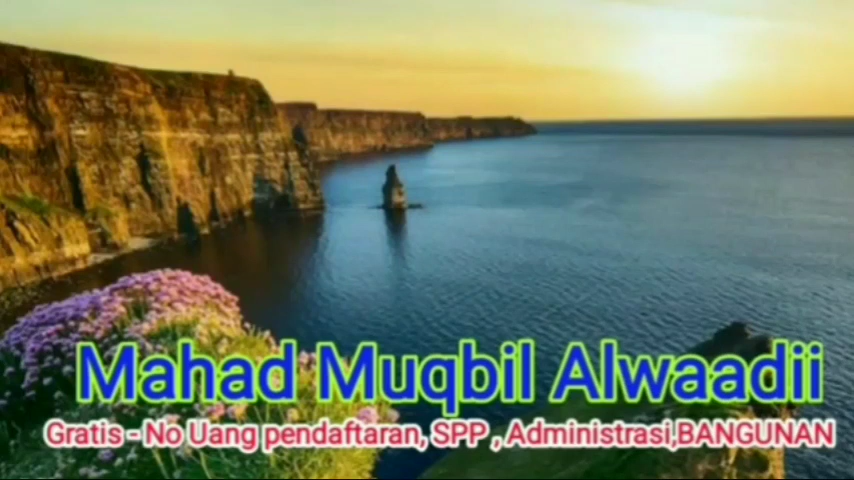 Mahad Muqbil Alwaadii
Gratis - No Uang pendaftaran, SPP , Administrasi,BANGUNAN